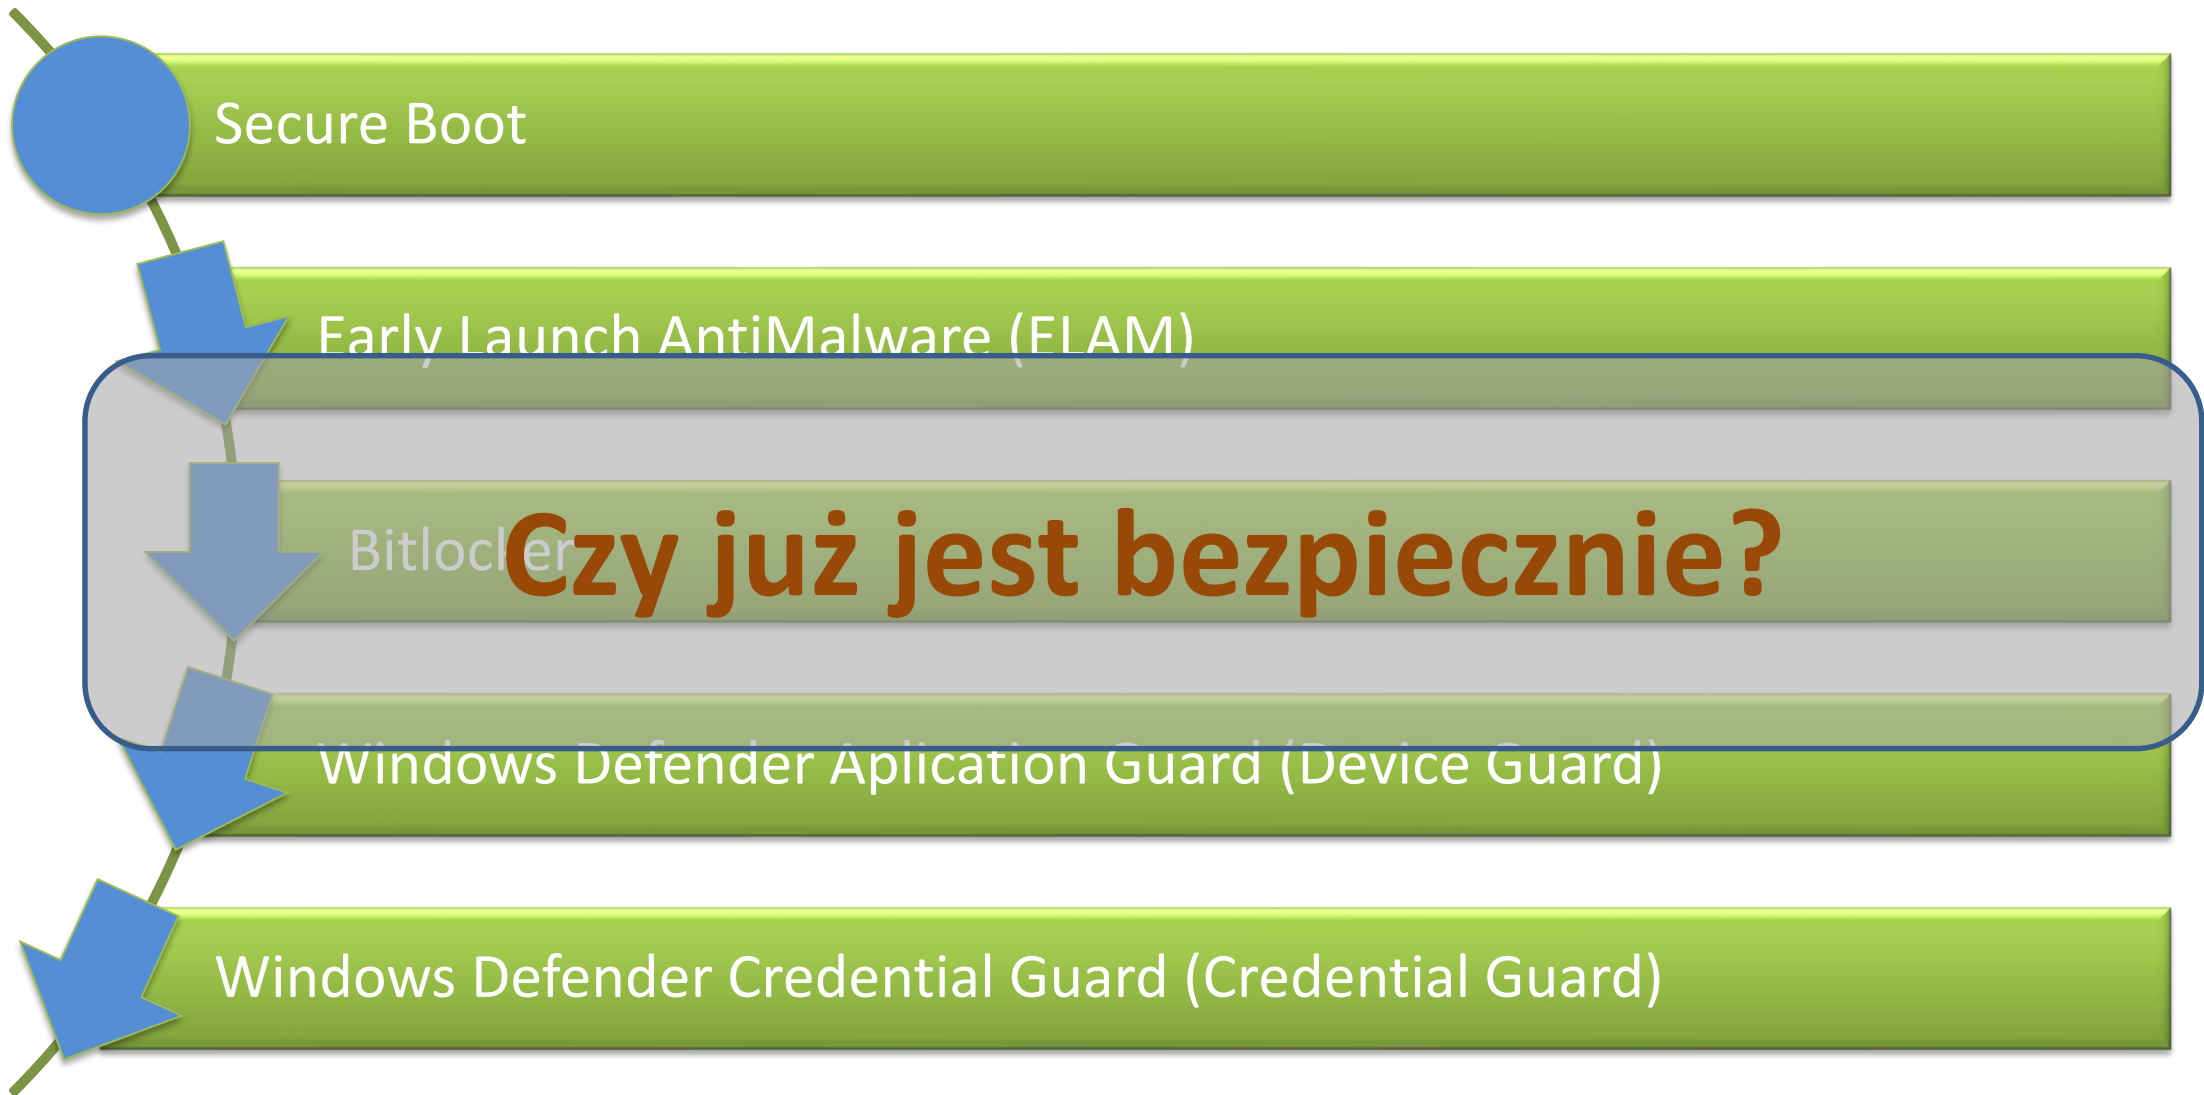 Secure Boot
Early Launch AntiMalware (ELAM)
Bitlocker
Czy już jest bezpiecznie?
Windows Defender Aplication Guard (Device Guard)
Windows Defender Credential Guard (Credential Guard)